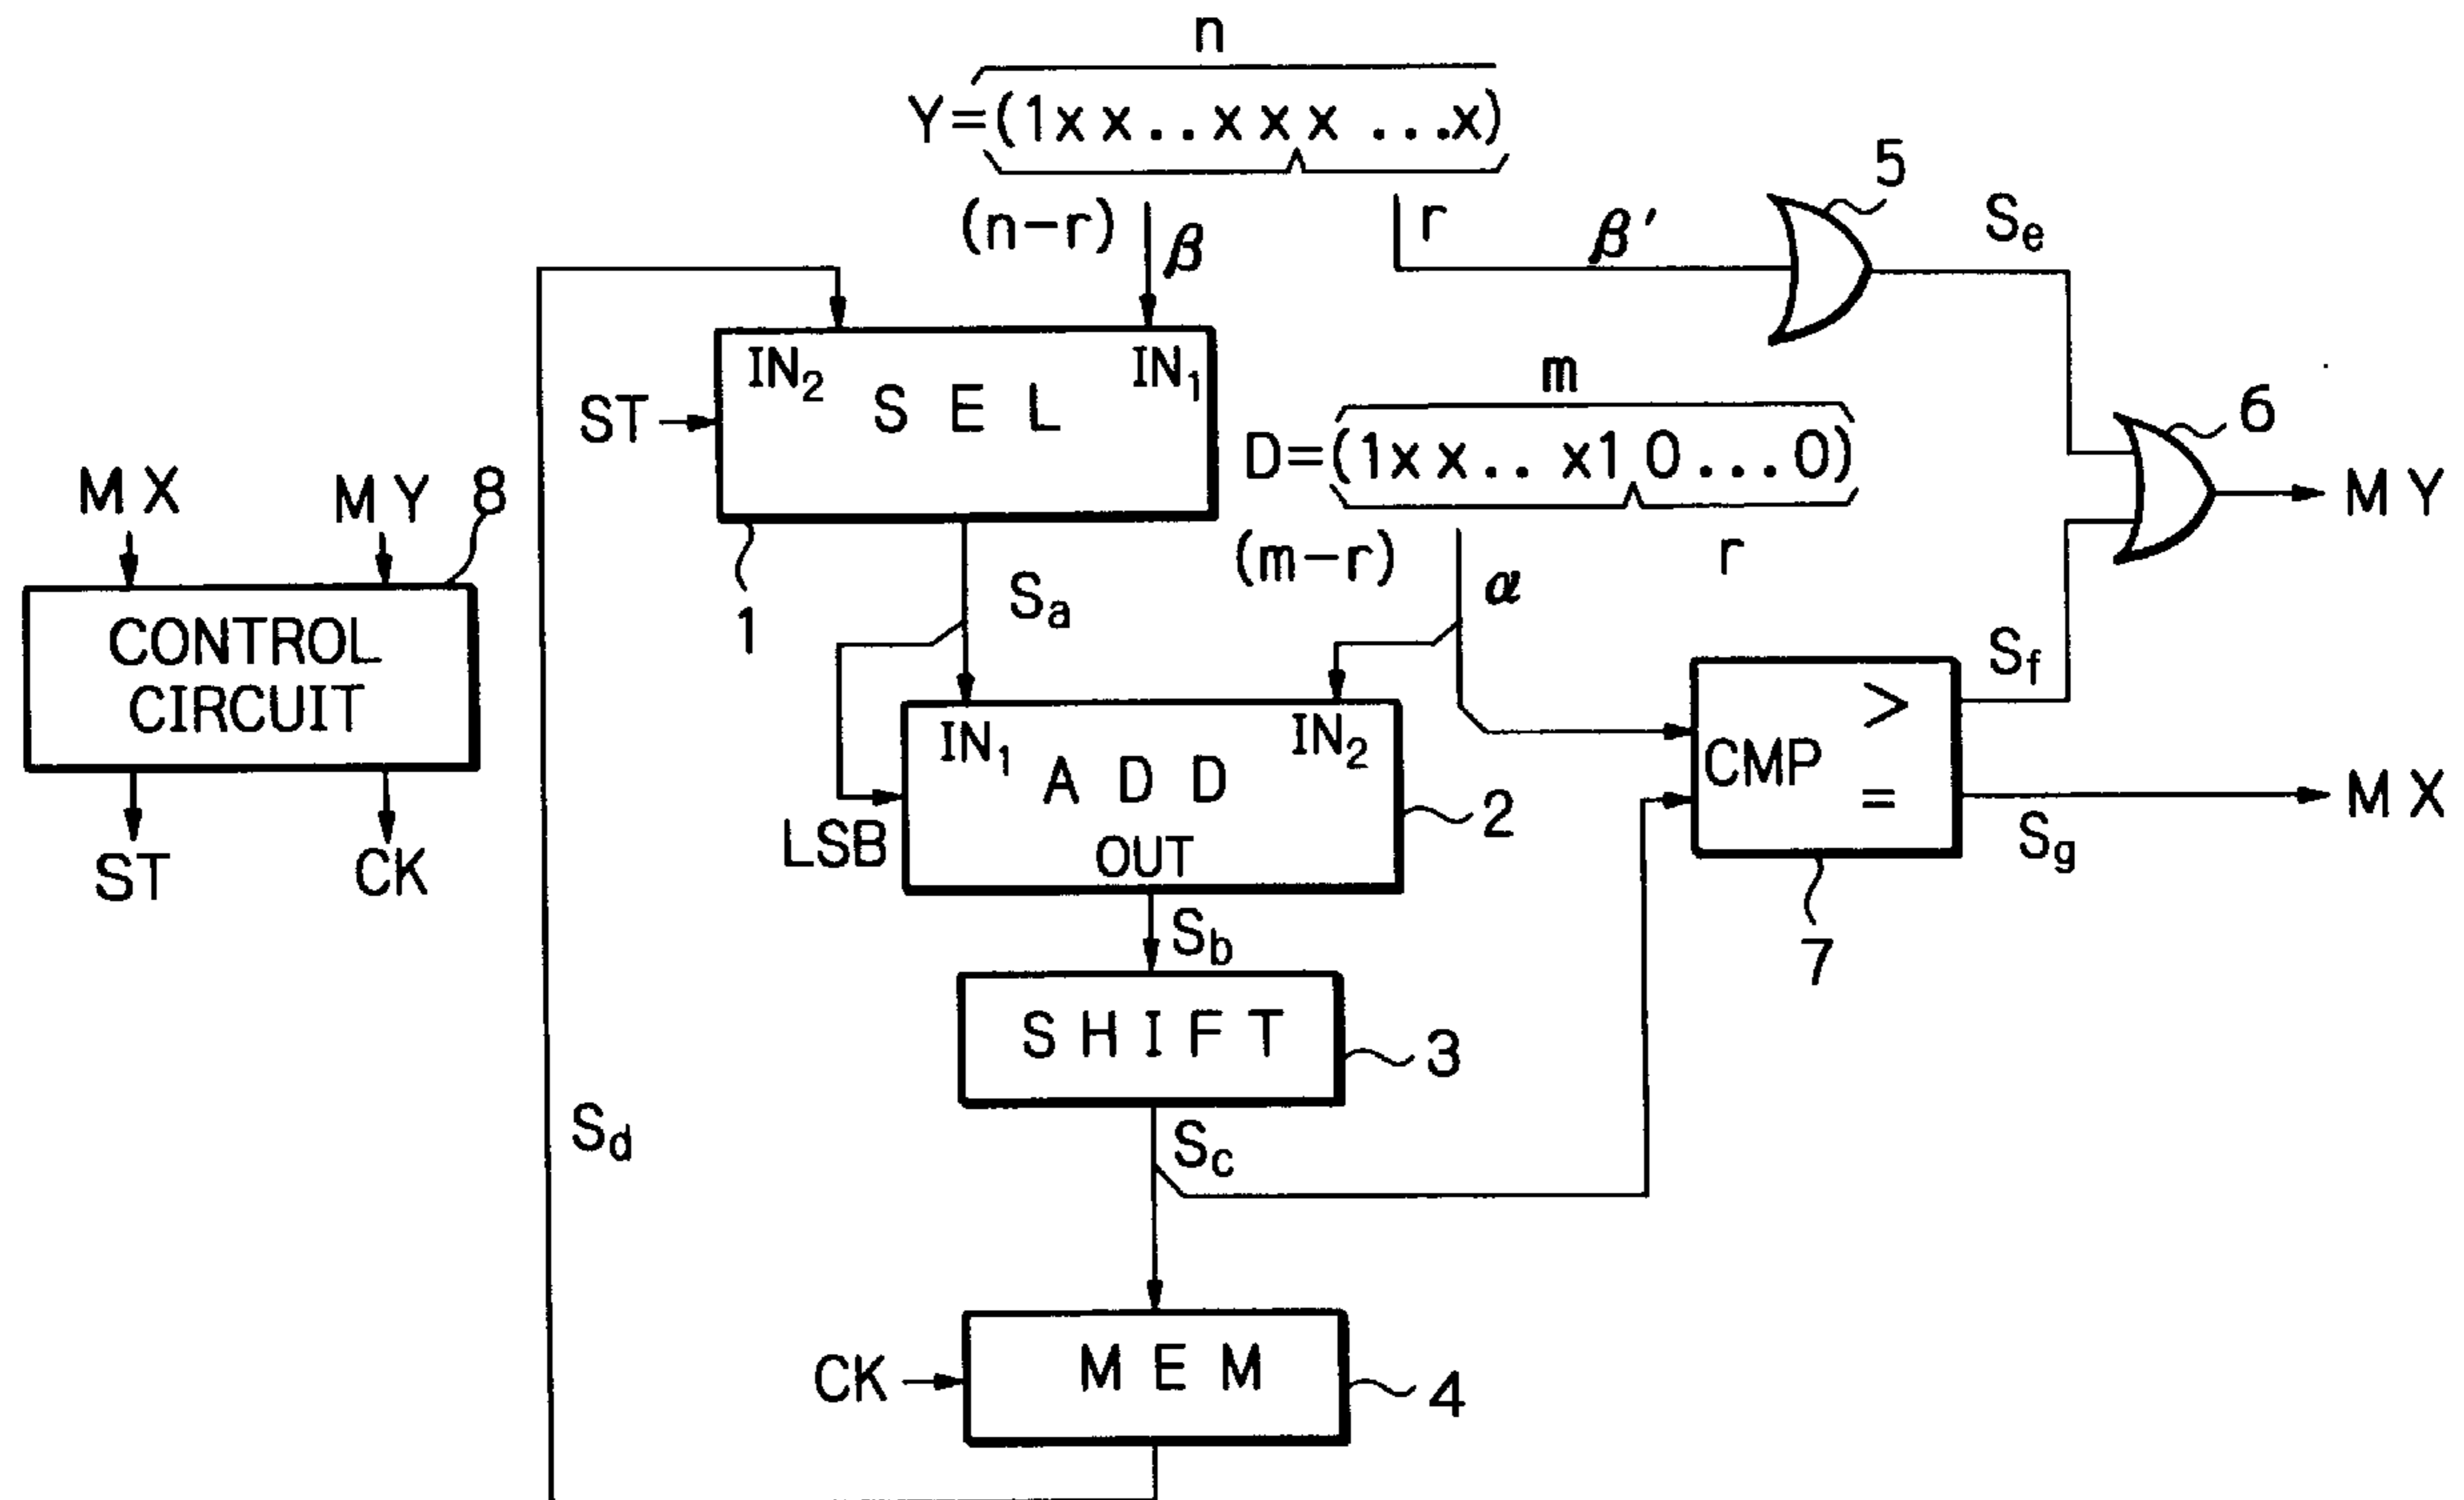 n
Y=(1xx..xxx ...x)
(n-r)
β
r
β'
5
Se
IN2
IN1
SEL
ST
1
m
D=(1xx.. x10...0)
(m-r)
r
α
6
MY
MX
MY
8
CONTROL
CIRCUIT
ST
CK
Sa
IN1
IN2
ADD
OUT
LSB
2
Sb
CMP
>
=
Sf
MX
Sg
7
SHIFT
3
Sc
Sd
CK
MEM
4